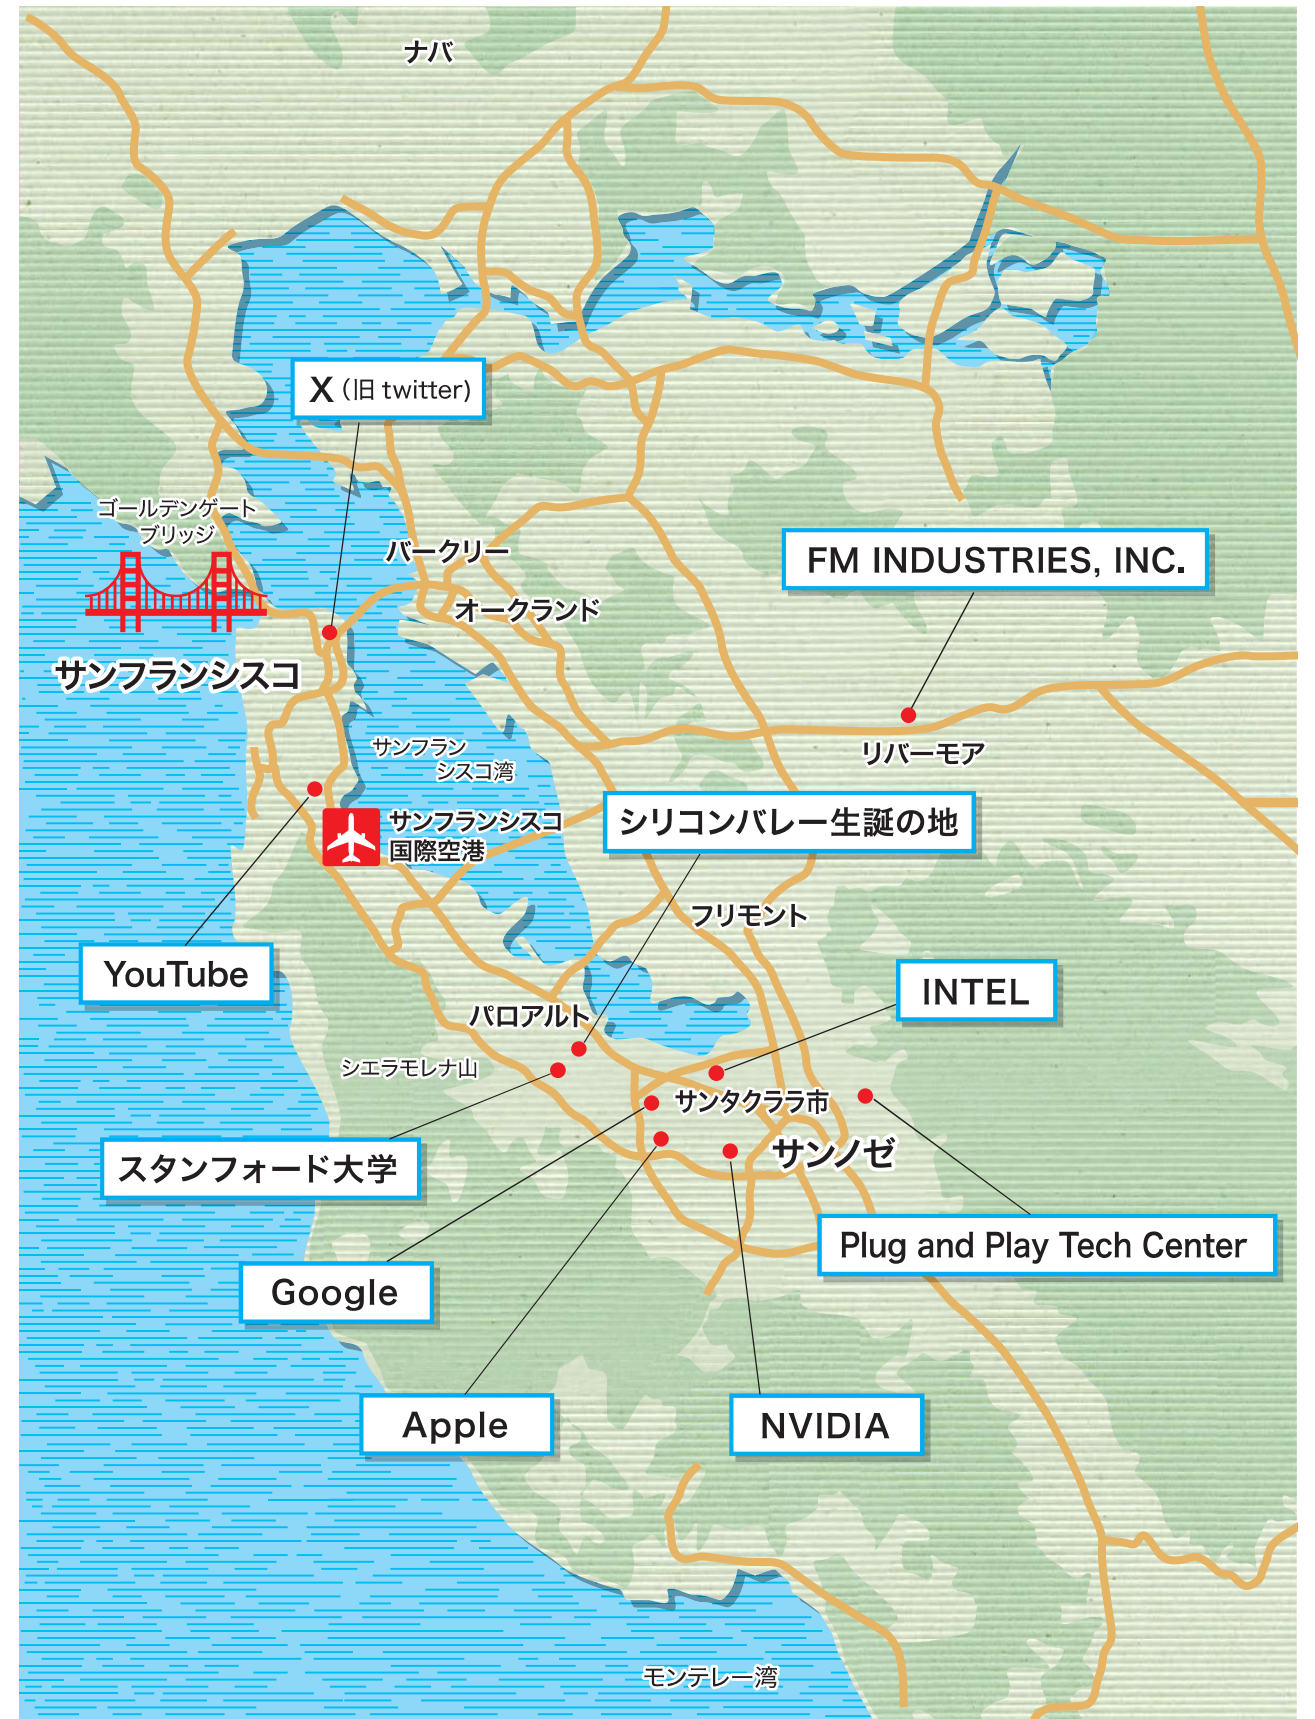 ナパ
X（旧 twitter)
ゴールデンゲート
ブリッジ
バークリー
FM INDUSTRIES, INC.
オークランド
サンフランシスコ
サンフラン
シスコ湾
リバーモア
サンフランシスコ
国際空港
シリコンバレー生誕の地
フリモント
YouTube
INTEL
パロアルト
シエラモレナ山
サンタクララ市
サンノゼ
スタンフォード大学
Plug and Play Tech Center
Google
Apple
NVIDIA
モンテレー湾